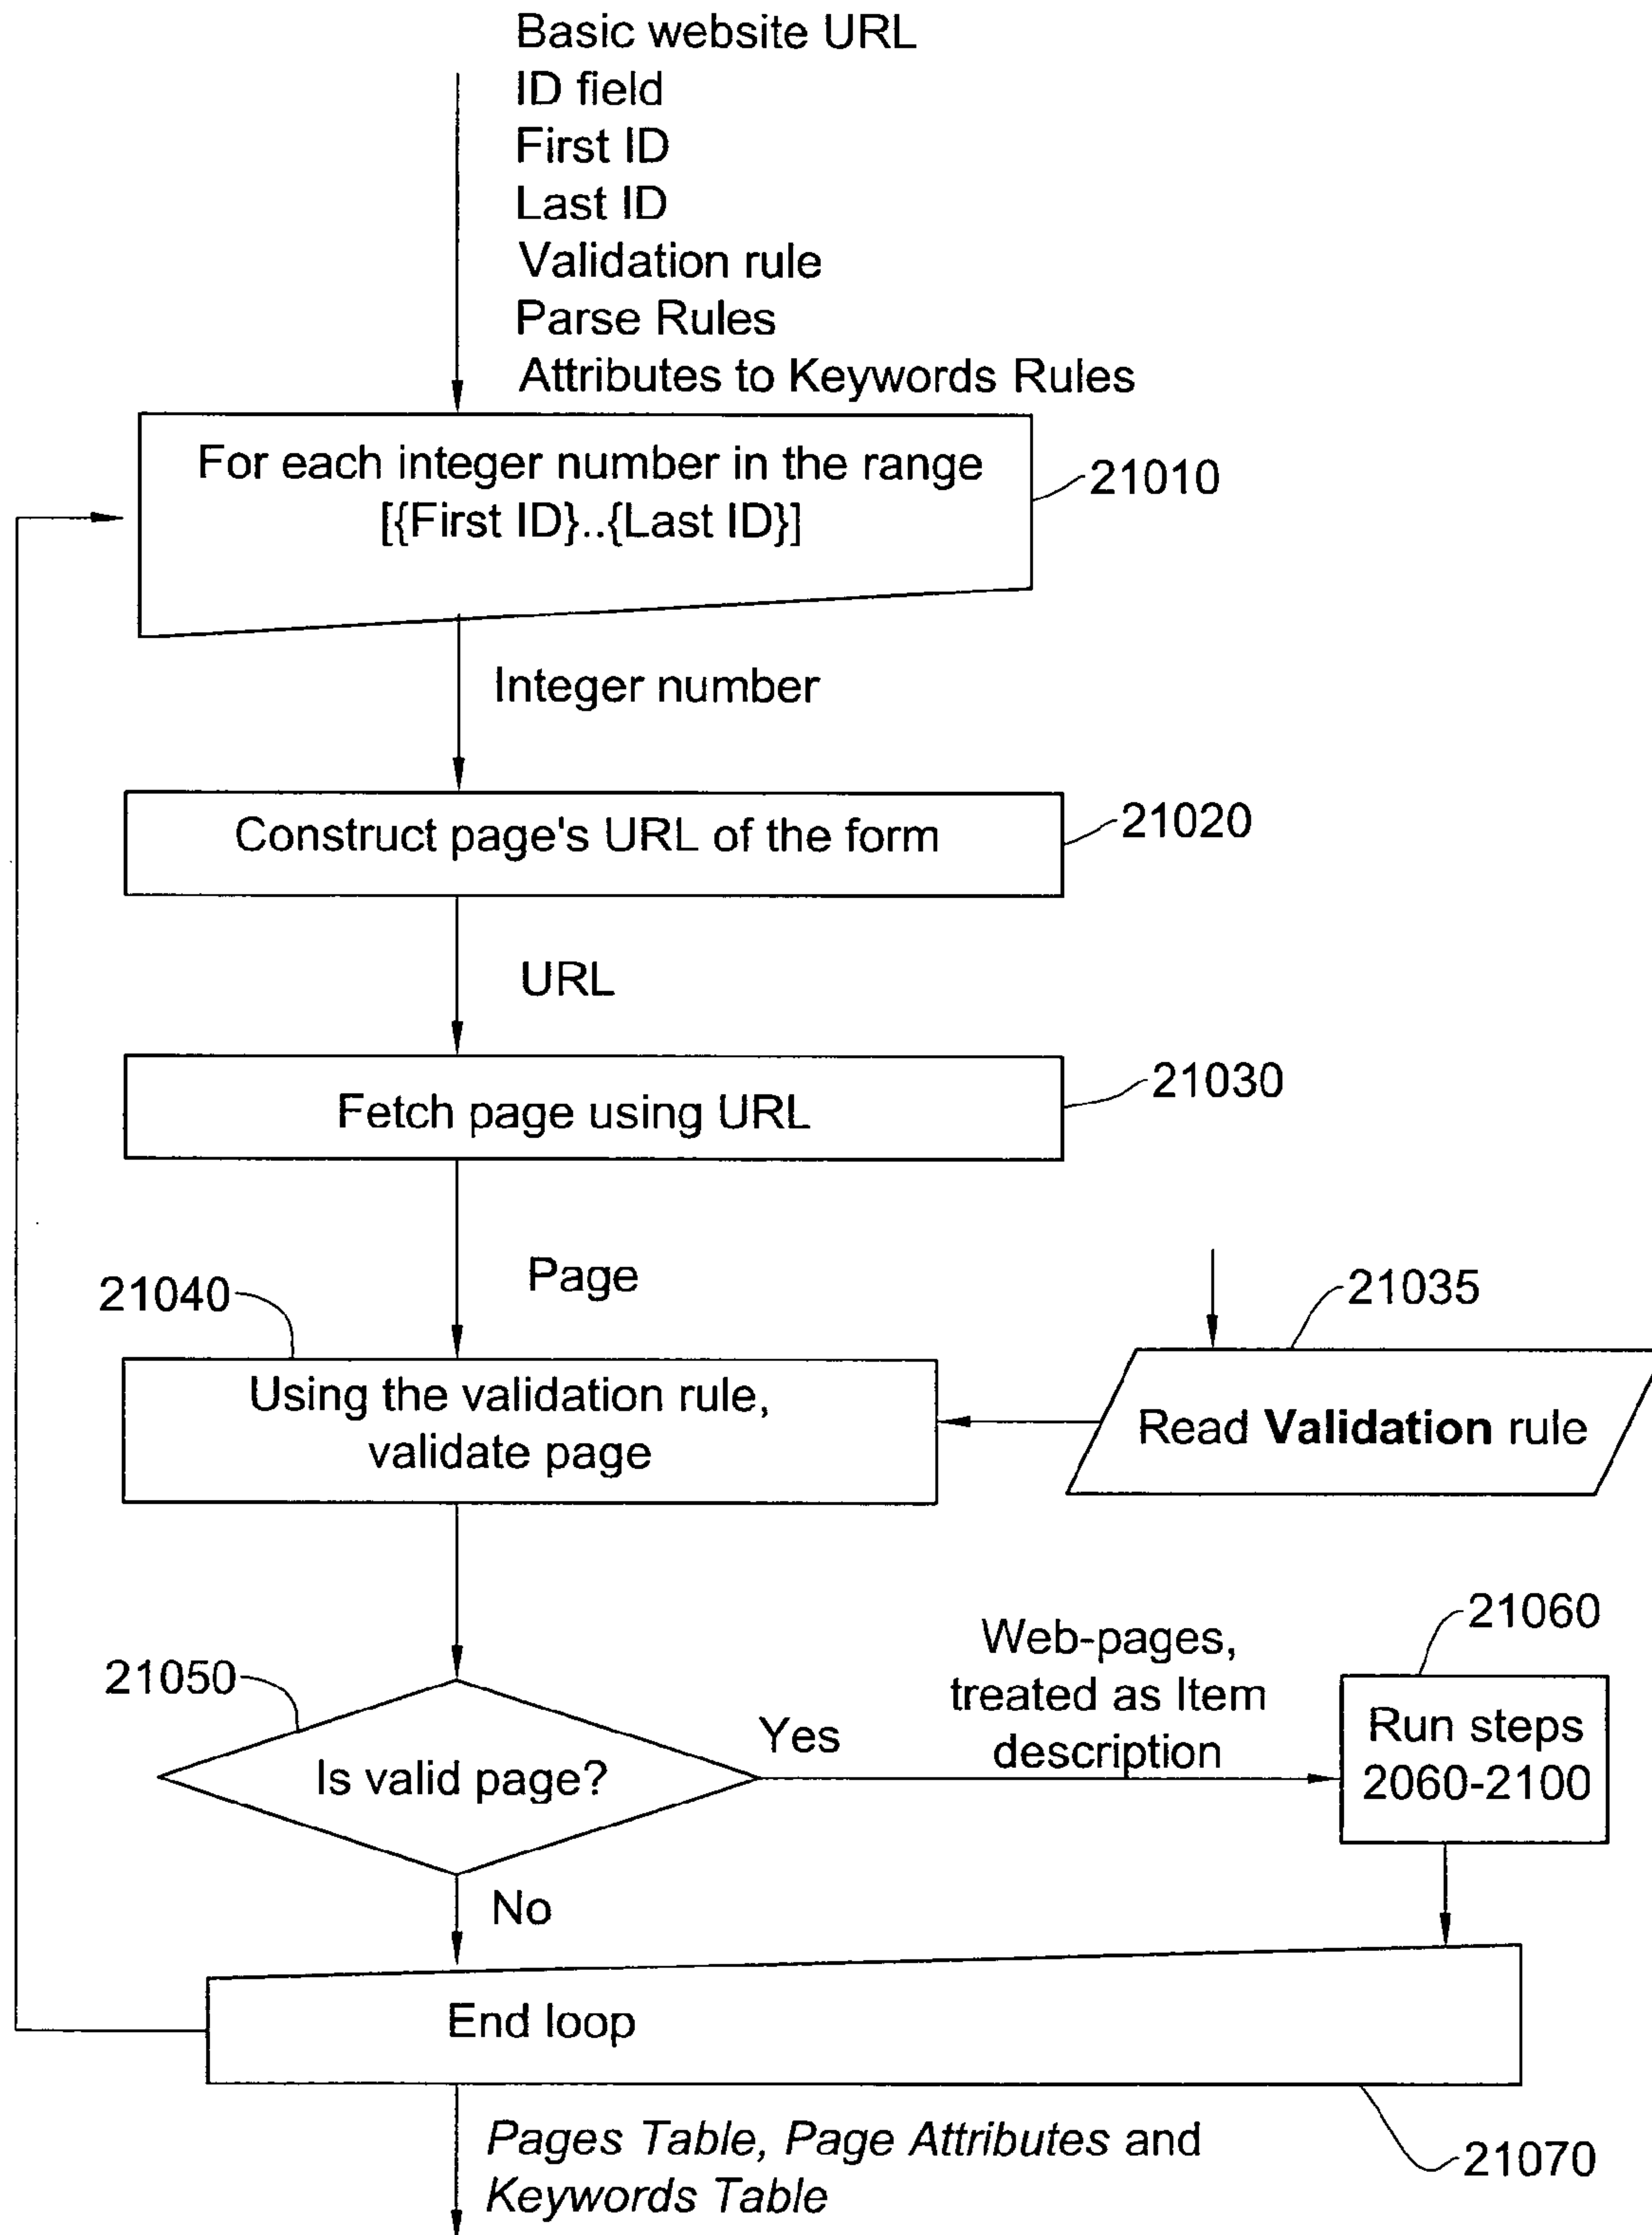 Basic website URL
ID field
First ID
Last ID
Validation rule
Parse Rules
Attributes to Keywords Rules
For each integer number in the range
[{First ID}..{Last ID}]
21010
Integer number
Construct page's URL of the form
21020
URL
Fetch page using URL
21030
Page
21040
21035
Using the validation rule,
validate page
Read Validation rule
21060
Web-pages,
treated as Item
description
21050
Yes
Run steps
2060-2100
Is valid page?
No
End loop
Pages Table, Page Attributes and
Keywords Table
21070